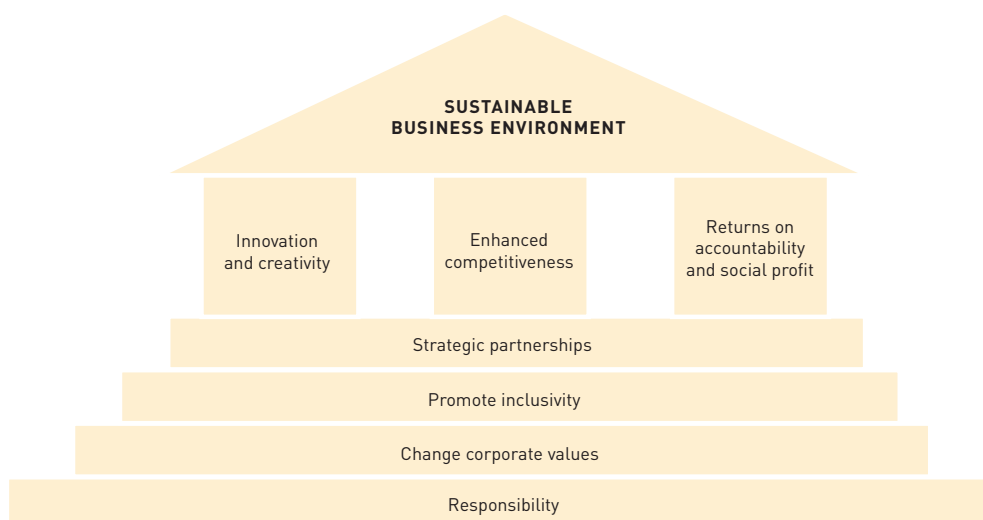 SUSTAINABLE
BUSINESS ENVIRONMENT
Innovation
and creativity
Enhanced
competitiveness
Returns on
accountability
and social profit
Strategic partnerships
Promote inclusivity
Change corporate values
Responsibility